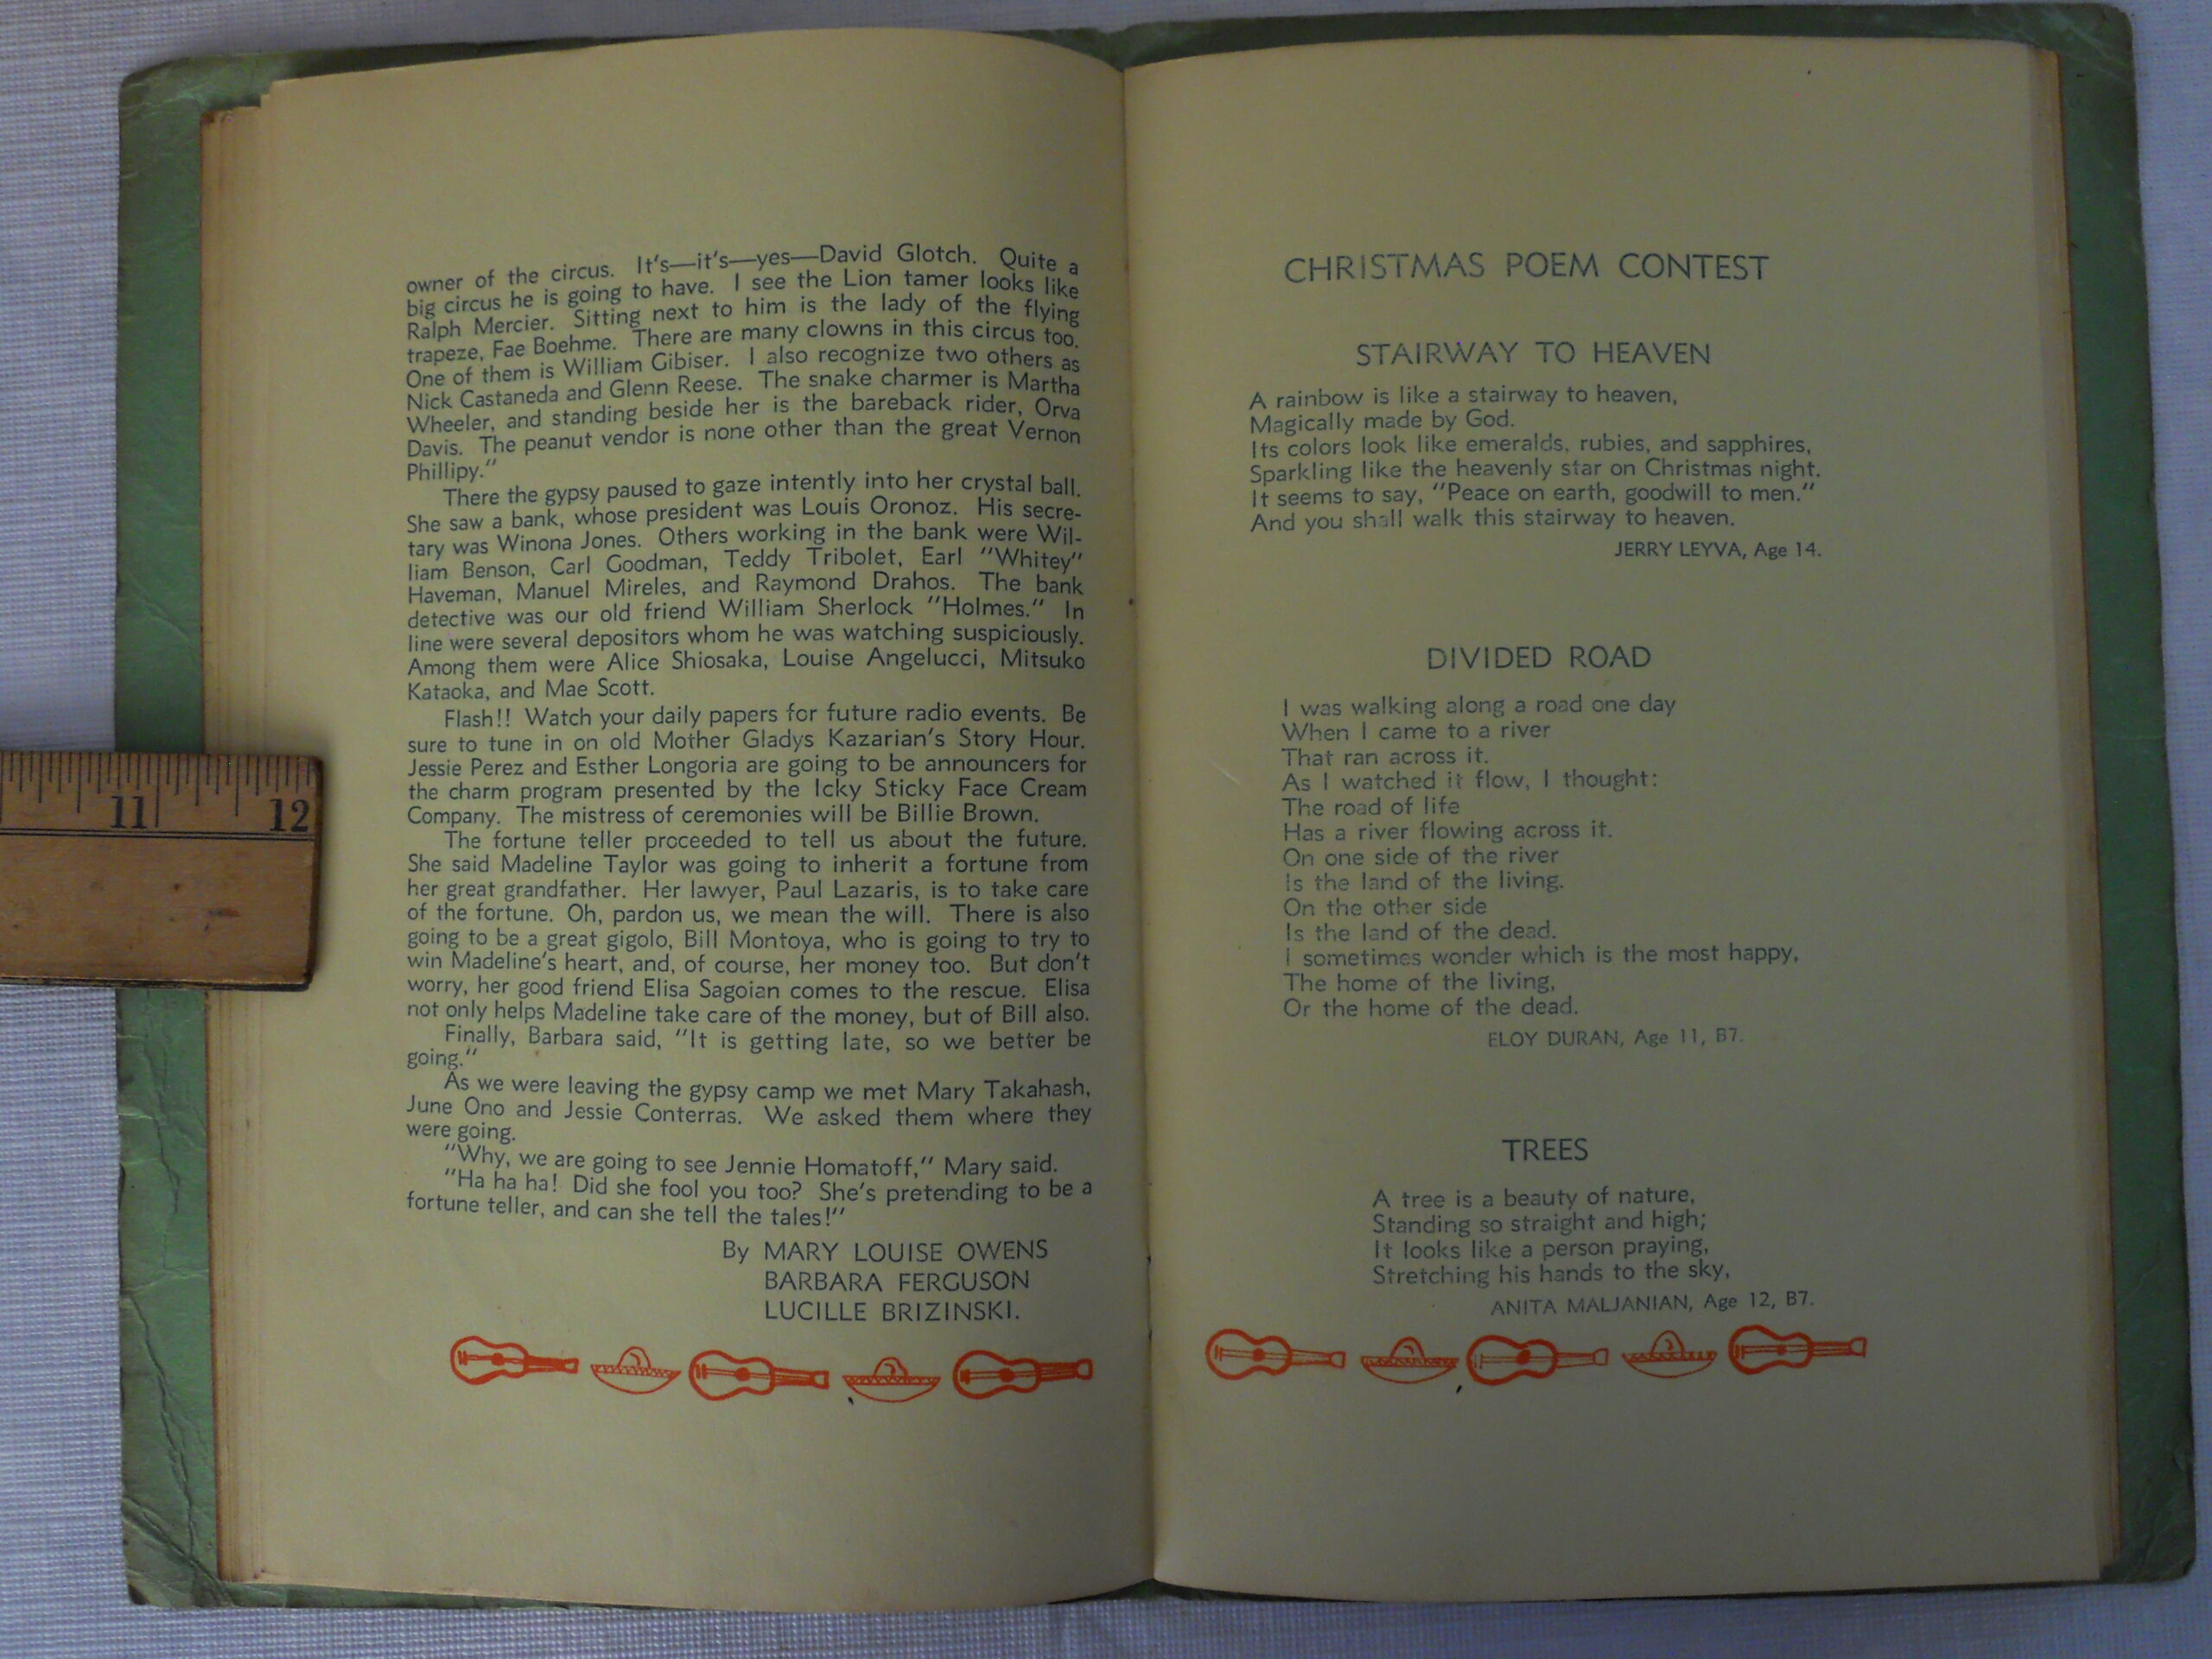 owner of the circus. It's—it's—yes—David Glotch. Quite a
big circus he is going to have. I see the Lion tamer looks like
Ralph Mercier. Sitting next to him is the lady of the flying
trapeze, Fae Boehme. There are many clowns in this circus too.
One of them is William Gibiser. I also recognize two others as
Nick Castaneda and Glenn Reese. The snake charmer is Martha
Wheeler, and standing beside her is the bareback rider, Orva
Davis. The peanut vendor is none other than the great Vernon
Phillipy."
There the gypsy paused to gaze intently into her crystal ball.
She saw a bank, whose president was Louis Oronoz. His secre-
tary was Winona Jones. Others working in the bank were Wil-
liam Benson, Carl Goodman, Teddy Tribolet, Earl "Whitey"
Haveman, Manuel Mireles, and Raymond Drahos. The bank
detective was our old friend William Sherlock "Holmes." In
line were several depositors whom he was watching suspiciously.
Among them were Alice Shiosaka, Louise Angelucci, Mitsuko
Kataoka, and Mae Scott.
Flash!! Watch your daily papers for future radio events. Be
sure to tune in on old Mother Gladys Kazarian's Story Hour.
Jessie Perez and Esther Longoria are going to be announcers for
the charm program presented by the Icky Sticky Face Cream
Company. The mistress of ceremonies will be Billie Brown.
The fortune teller proceeded to tell us about the future.
She said Madeline Taylor was going to inherit a fortune from
her great grandfather. Her lawyer, Paul Lazaris, is to take care
of the fortune. Oh, pardon us, we mean the will. There is also
going to be a great gigolo, Bill Montoya, who is going to try to
win Madeline's heart, and, of course, her money too. But don't
worry, her good friend Elisa Sagoian comes to the rescue. Elisa
not only helps Madeline take care of the money, but of Bill also.
Finally, Barbara said, "It is getting late, so we better be
going."
As we were leaving the gypsy camp we met Mary Takahash,
June Ono and Jessie Conterras. We asked them where they
were going.
"Why, we are going to see Jennie Homatoff," Mary said.
"Ha ha ha! Did she fool you too? She's pretending to be a
fortune teller, and can she tell the tales!"
By MARY LOUISE OWENS
BARBARA FERGUSON
LUCILLE BRIZINSKI.
11 12
CHRISTMAS POEM CONTEST
STAIRWAY TO HEAVEN
A rainbow is like a stairway to heaven,
Magically made by God.
Its colors look like emeralds, rubies, and sapphires,
Sparkling like the heavenly star on Christmas night.
It seems to say, "Peace on earth, goodwill to men."
And you shall walk this stairway to heaven.
JERRY LEYVA, Age 14.
DIVIDED ROAD
I was walking along a road one day
When I came to a river
That ran across it.
As I watched it flow, I thought:
The road of life
Has a river flowing across it.
On one side of the river
Is the land of the living.
On the other side
Is the land of the dead.
I sometimes wonder which is the most happy,
The home of the living,
Or the home of the dead.
ELOY DURAN, Age 11, B7.
TREES
A tree is a beauty of nature,
Standing so straight and high;
It looks like a person praying,
Stretching his hands to the sky,
ANITA MALJANIAN, Age 12, B7.